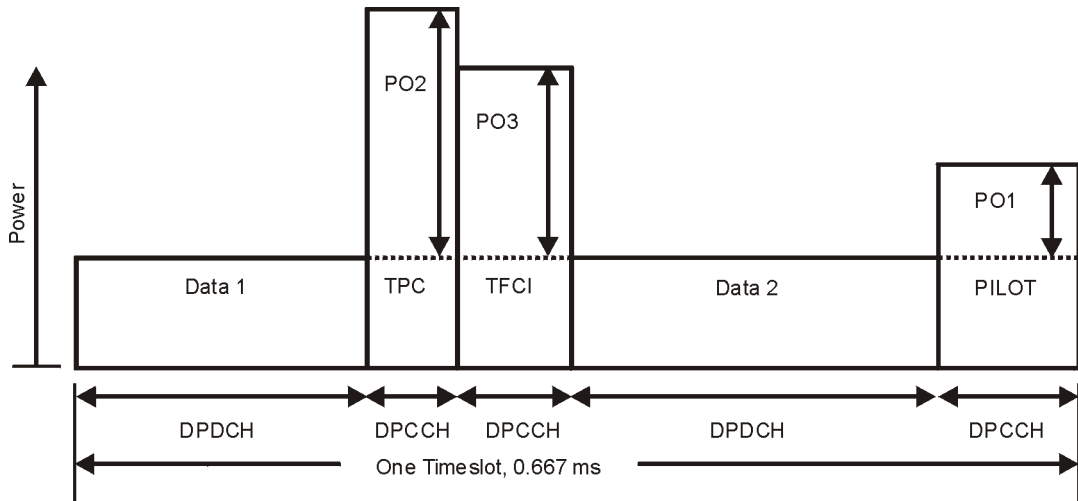 PO2
PO3
PO1
Power
Data 1
TPC
TFCI
Data 2
PILOT
DPDCH
DPCCH
DPCCH
DPDCH
DPCCH
One Timeslot, 0.667 ms